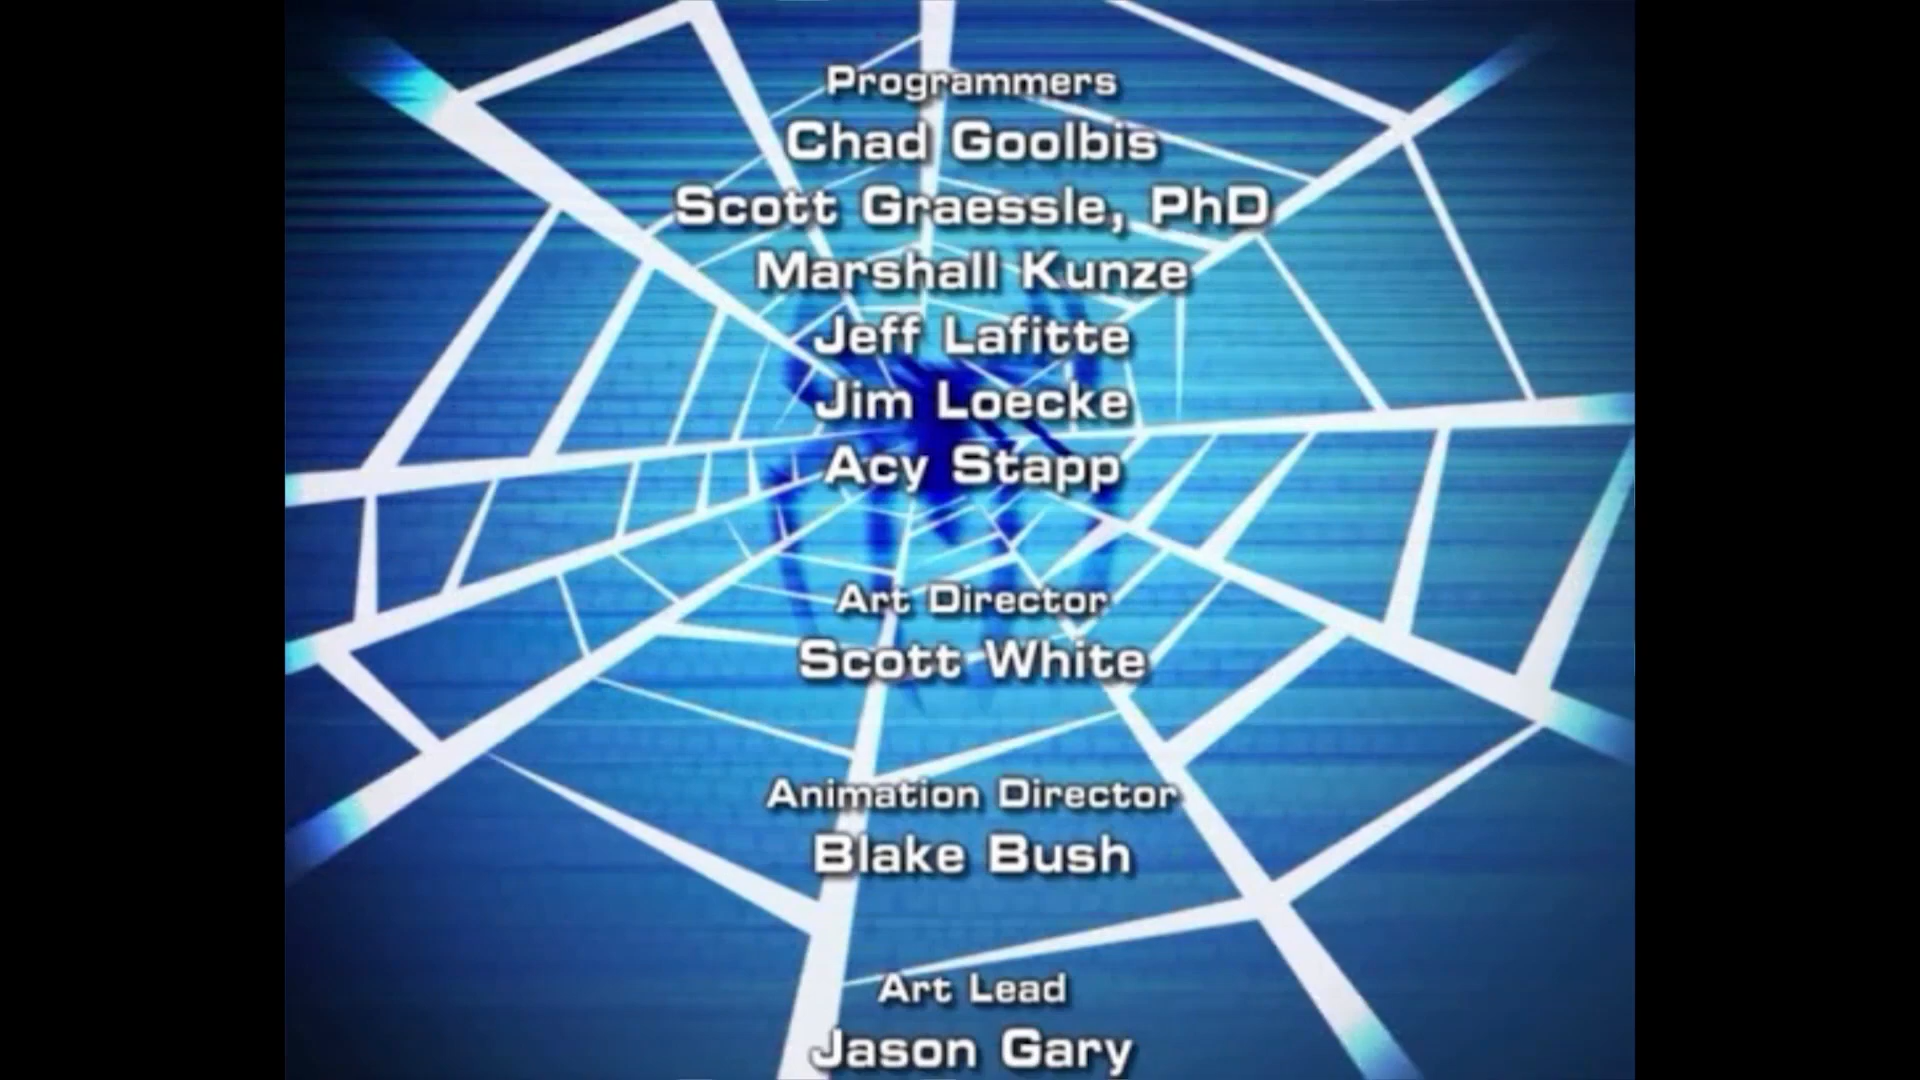 Programmers
Chad Goolbis
Scott Graessle, PhD
Marshall Kunze
Jeff Lafitte
Jim Loecke
Acy Stapp
Art Director
Scott White
Animation Director
Blake Bush
Art Lead
Jason Gary